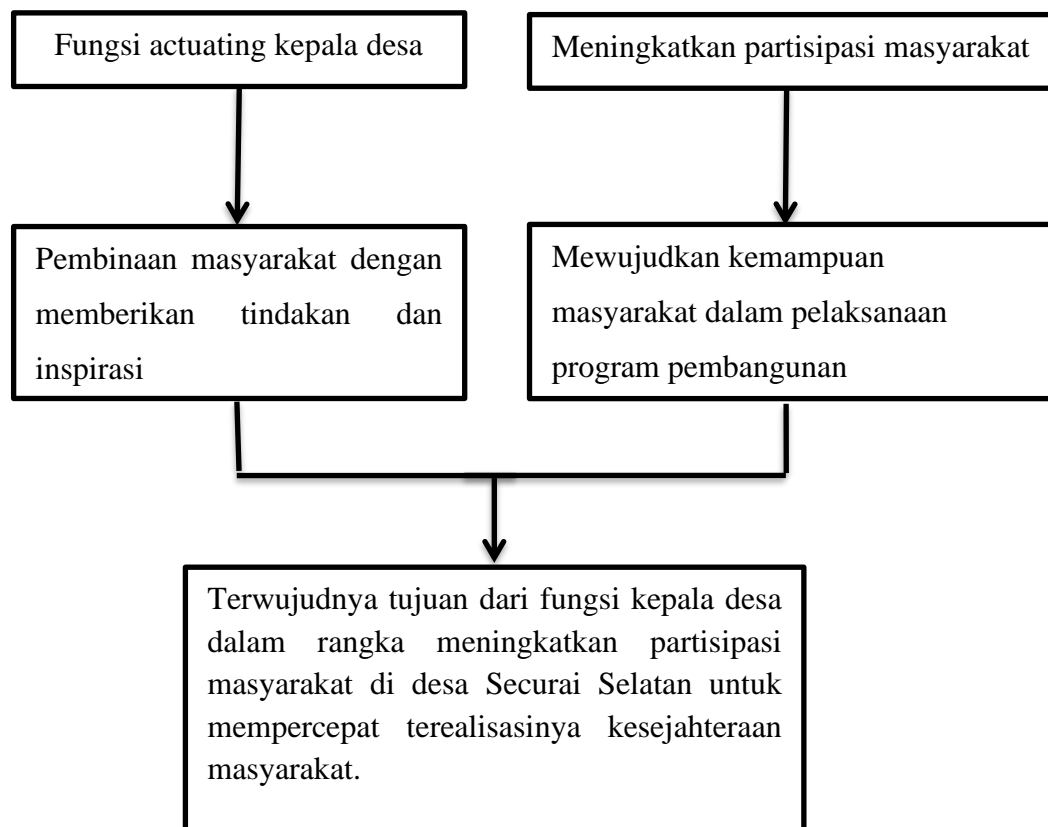 Fungsi actuating kepala desa
Meningkatkan partisipasi masyarakat
Pembinaan masyarakat dengan
memberikan tindakan dan
inspirasi
Mewujudkan kemampuan
masyarakat dalam pelaksanaan
program pembangunan
Terwujudnya tujuan dari fungsi kepala desa
dalam rangka meningkatkan partisipasi
masyarakat di desa Securai Selatan untuk
mempercepat terealisasinya kesejahteraan
masyarakat.